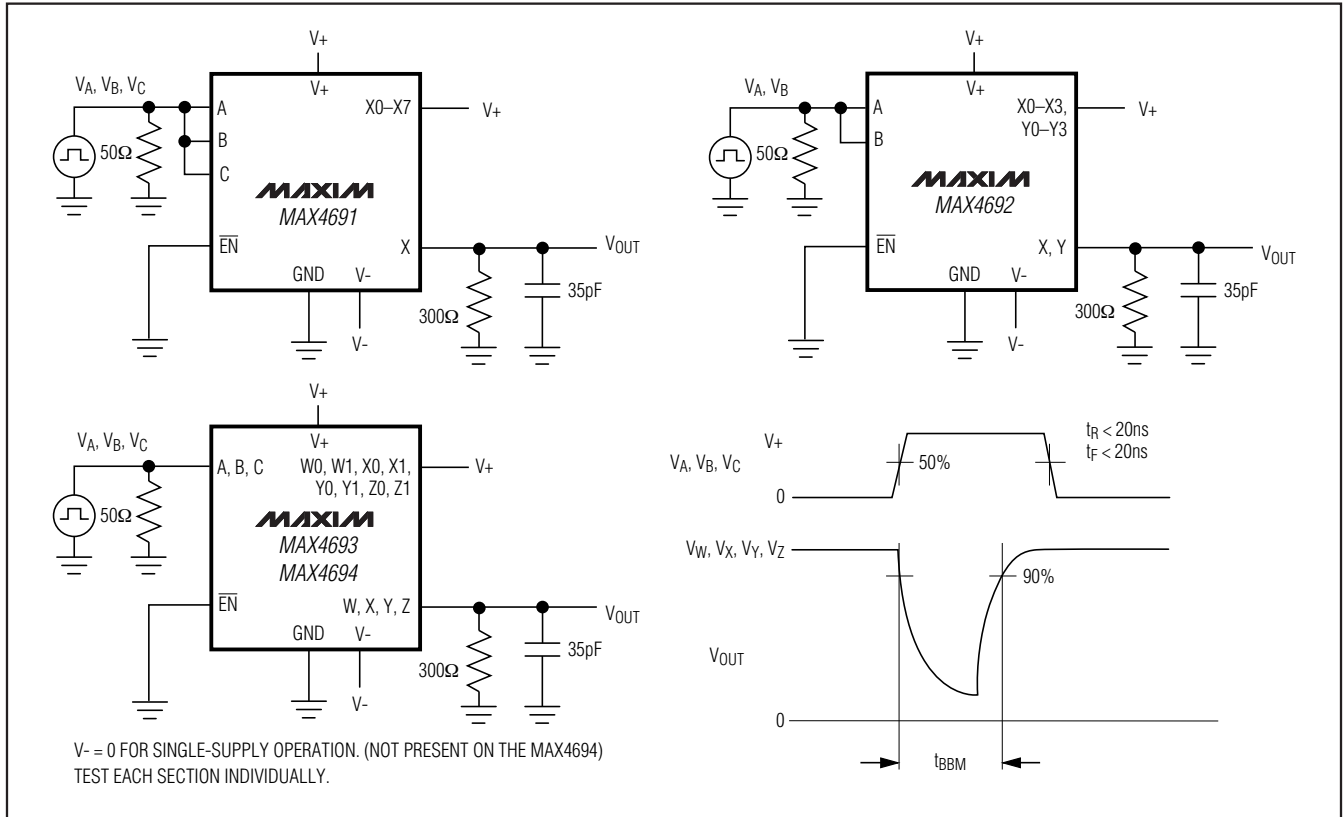 V+
V+
VA, VB, VC
A
B
C
X0–X7
V+
50Ω
MAXIM
MAX4691
EN
X
VOUT
GND
V-
300Ω
35pF
V-
V+
V+
VA, VB
A
B
X0–X3,
Y0–Y3
V+
50Ω
MAXIM
MAX4692
EN
X, Y
VOUT
GND
V-
300Ω
35pF
V-
V+
V+
VA, VB, VC
A, B, C
W0, W1, X0, X1,
Y0, Y1, Z0, Z1
V+
50Ω
MAXIM
MAX4693
MAX4694
EN
W, X, Y, Z
VOUT
GND
V-
300Ω
35pF
V-
V- = 0 FOR SINGLE-SUPPLY OPERATION. (NOT PRESENT ON THE MAX4694)
TEST EACH SECTION INDIVIDUALLY.
V+
VA, VB, VC
0
50%
tR < 20ns
tF < 20ns
VW, VX, VY, VZ
90%
VOUT
0
tBBM